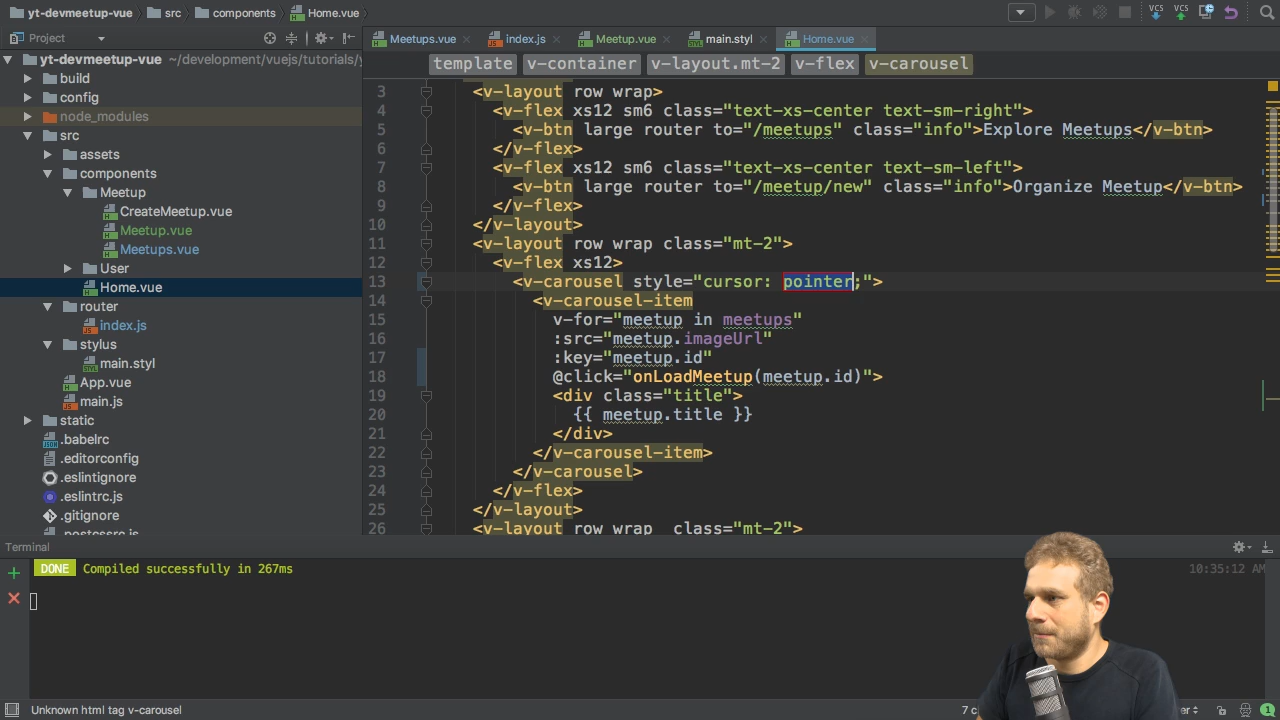 yt-devmeetup-vue src components Home.vue
VCS VCS
Project
Meetups.vue index.js Meetup.vue main.styl Home.vue
yt-devmeetup-vue ~/development/vuejs/tutorials/
build
config
node_modules
src
assets
components
Meetup
CreateMeetup.vue
Meetup.vue
Meetups.vue
User
Home.vue
router
index.js
stylus
main.styl
App.vue
main.js
static
.babelrc
.editorconfig
.eslintignore
.eslintrc.js
.gitignore
.postcssrc.js
template v-container v-layout.mt-2 v-flex v-carousel
3 <v-layout row wrap>
4 <v-flex xs12 sm6 class="text-xs-center text-sm-right">
5 <v-btn large router to="/meetups" class="info">Explore Meetups</v-btn>
6 </v-flex>
7 <v-flex xs12 sm6 class="text-xs-center text-sm-left">
8 <v-btn large router to="/meetup/new" class="info">Organize Meetup</v-btn>
9 </v-flex>
10 </v-layout>
11 <v-layout row wrap class="mt-2">
12 <v-flex xs12>
13 <v-carousel style="cursor: pointer;">
14 <v-carousel-item
15 v-for="meetup in meetups"
16 :src="meetup.imageUrl"
17 :key="meetup.id"
18 @click="onLoadMeetup(meetup.id)">
19 <div class="title">
20 {{ meetup.title }}
21 </div>
22 </v-carousel-item>
23 </v-carousel>
24 </v-flex>
25 </v-layout>
26 <v-layout row wrap class="mt-2">
Terminal
DONE Compiled successfully in 267ms 10:35:12 AM
Unknown html tag v-carousel 7 c 1